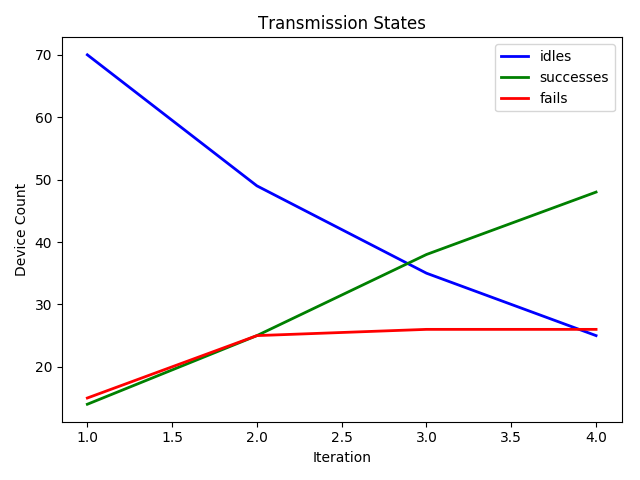 Transmission States
idles
successes
fails
70
60
50
40
30
20
Device Count
1.0 1.5 2.0 2.5 3.0 3.5 4.0
Iteration